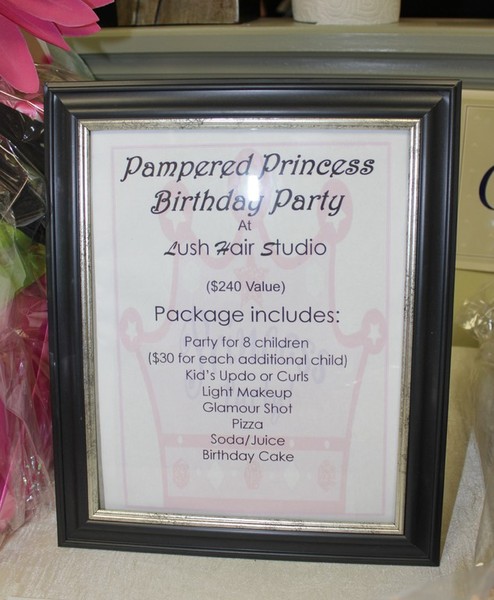 Pampered Princess
Birthday Party
At
Lush Hair Studio
($240 Value)
Package includes:
Party for 8 children
($30 for each additional child)
Kid's Updo or Curls
Light Makeup
Glamour Shot
Pizza
Soda/Juice
Birthday Cake